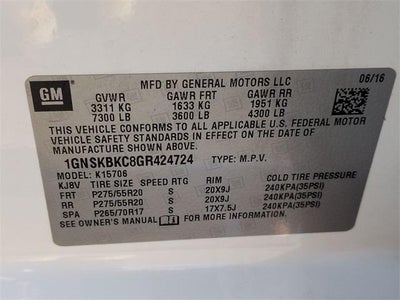 GM
MFD BY GENERAL MOTORS LLC 06/16
GVWR GAWR FRT GAWR RR
3311 KG 1633 KG 1951 KG
7300 LB 3600 LB 4300 LB
THIS VEHICLE CONFORMS TO ALL APPLICABLE U.S. FEDERAL MOTOR
VEHICLE SAFETY STANDARDS IN EFFECT ON THE DATE OF
MANUFACTURE SHOWN ABOVE.
1GNSKBKC8GR424724 TYPE: M.P.V.
MODEL: K15706
KJ8V TIRE SIZE SPEED RTG RIM COLD TIRE PRESSURE
FRT P275/55R20 S 20X9J 240KPA(35PSI)
RR P275/55R20 S 20X9J 240KPA(35PSI)
SPA P265/70R17 S 17X7.5J 240KPA(35PSI)
SEE OWNER'S MANUAL FOR MORE INFORMATION.